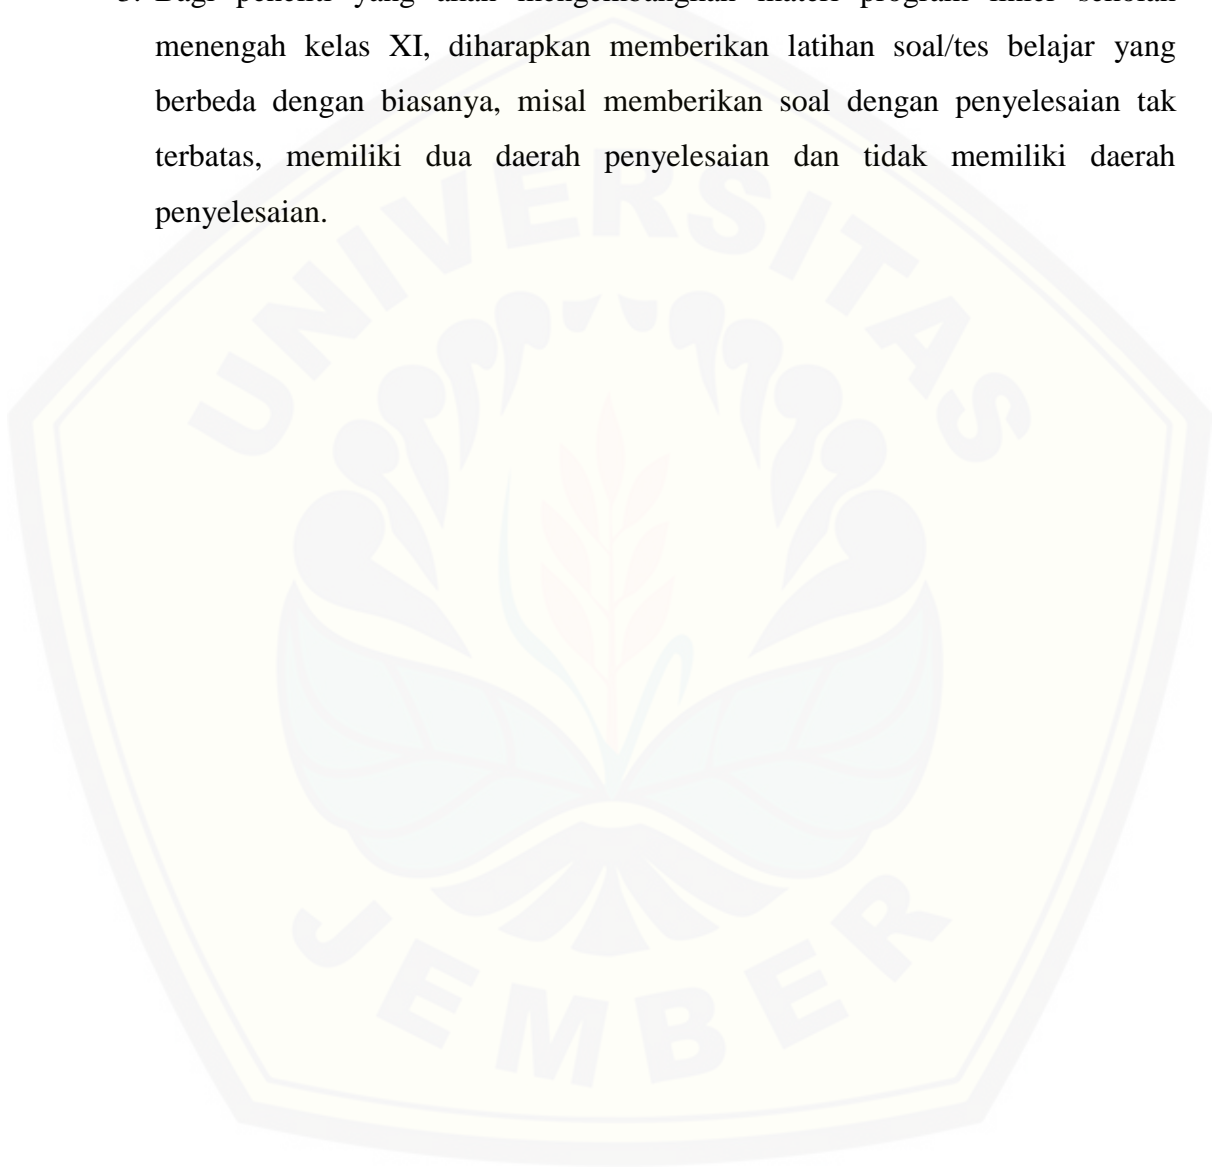 menengah kelas XI, diharapkan memberikan latihan soal/tes belajar yang
berbeda dengan biasanya, misal memberikan soal dengan penyelesaian tak
terbatas, memiliki dua daerah penyelesaian dan tidak memiliki daerah
penyelesaian.
UNIVERSITAS
JEMBER